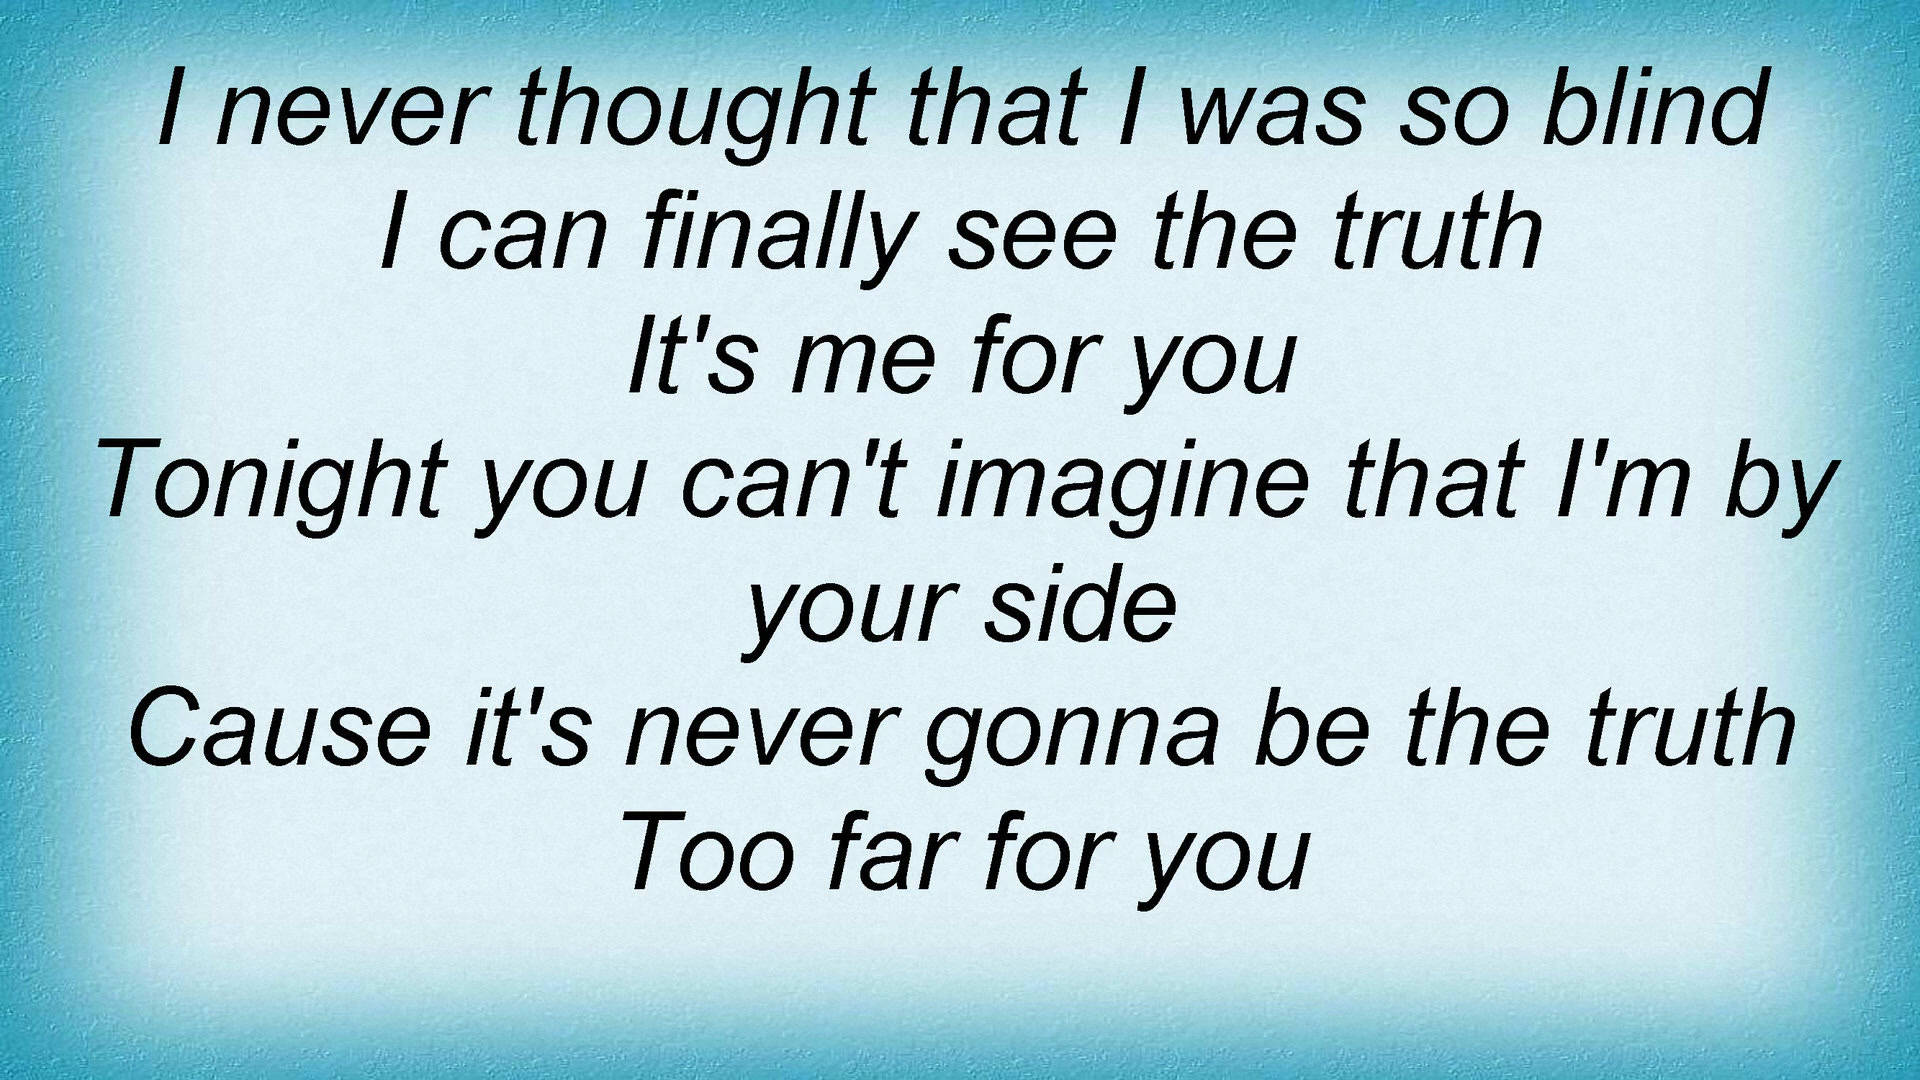 I never thought that I was so blind
I can finally see the truth
It's me for you
Tonight you can't imagine that I'm by
your side
Cause it's never gonna be the truth
Too far for you